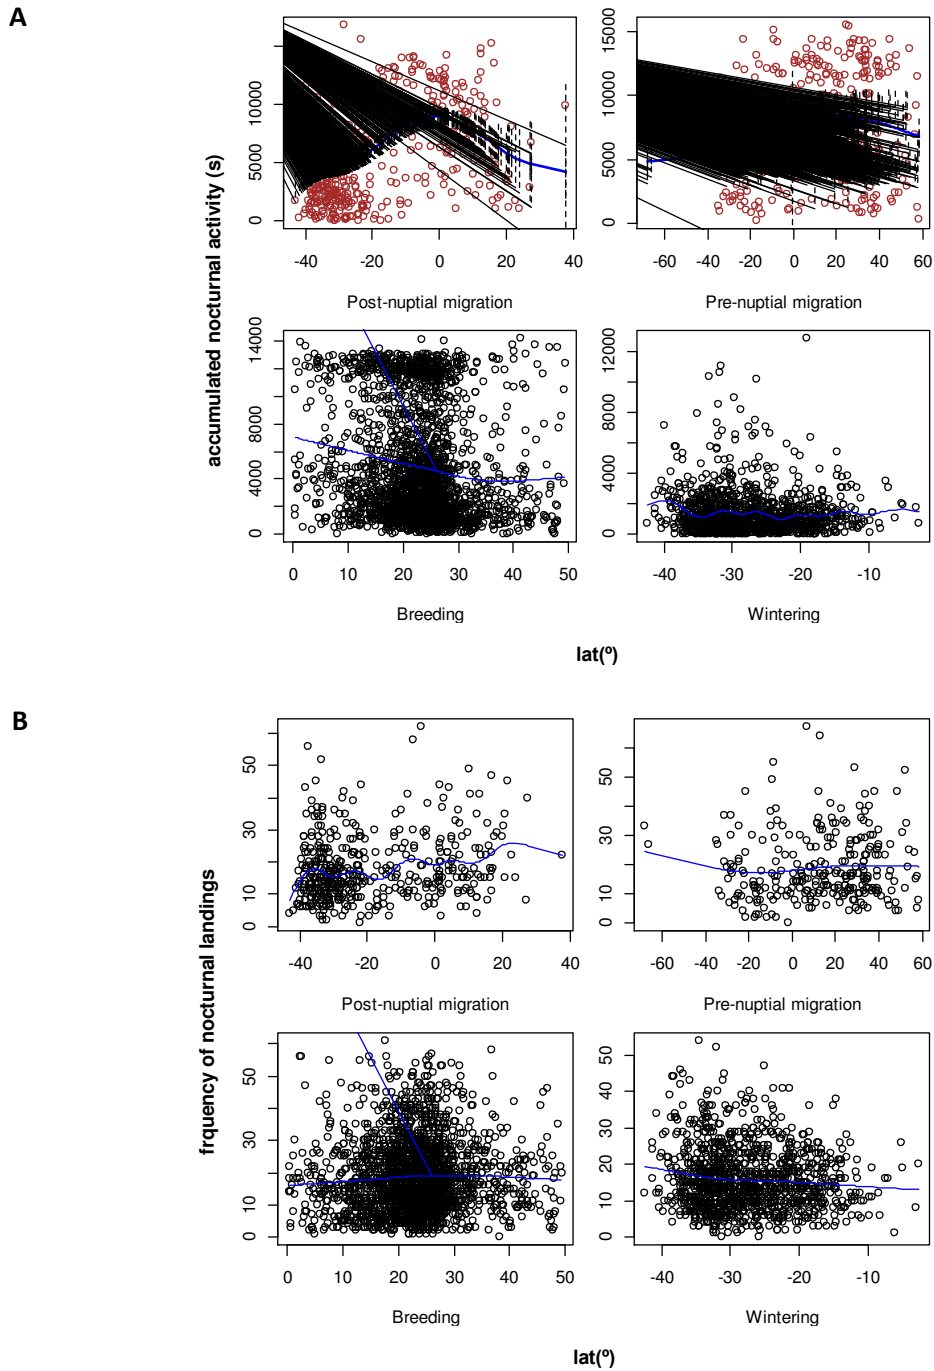 A
accumulated nocturnal activity (s)
0 5000 10000
-40 -20 0 20 40
Post-nuptial migration
0 5000 10000 15000
-60 -40 -20 0 20 40 60
Pre-nuptial migration
0 4000 8000 14000
0 10 20 30 40 50
Breeding
0 4000 8000 12000
-40 -30 -20 -10
Wintering
lat(º)
B
frquency of nocturnal landings
0 10 30 50
-40 -20 0 20 40
Post-nuptial migration
0 10 30 50
-60 -40 -20 0 20 40 60
Pre-nuptial migration
0 10 30 50
0 10 20 30 40 50
Breeding
0 10 20 30 40 50
-40 -30 -20 -10
Wintering
lat(º)